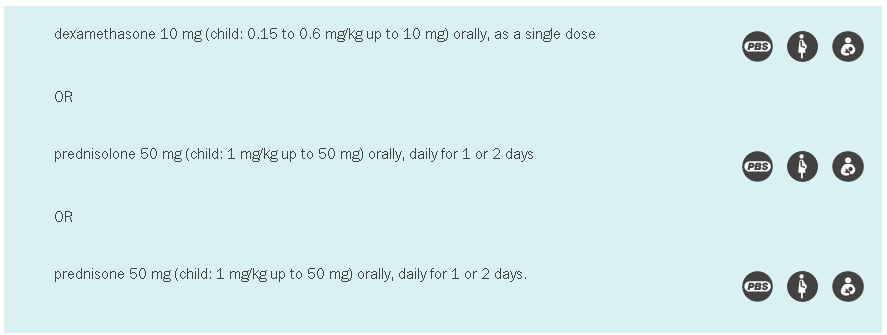 dexamethasone 10 mg (child: 0.15 to 0.6 mg/kg up to 10 mg) orally, as a single dose
PBS
OR
prednisolone 50 mg (child: 1 mg/kg up to 50 mg) orally, daily for 1 or 2 days
PBS
OR
prednisone 50 mg (child: 1 mg/kg up to 50 mg) orally, daily for 1 or 2 days.
PBS